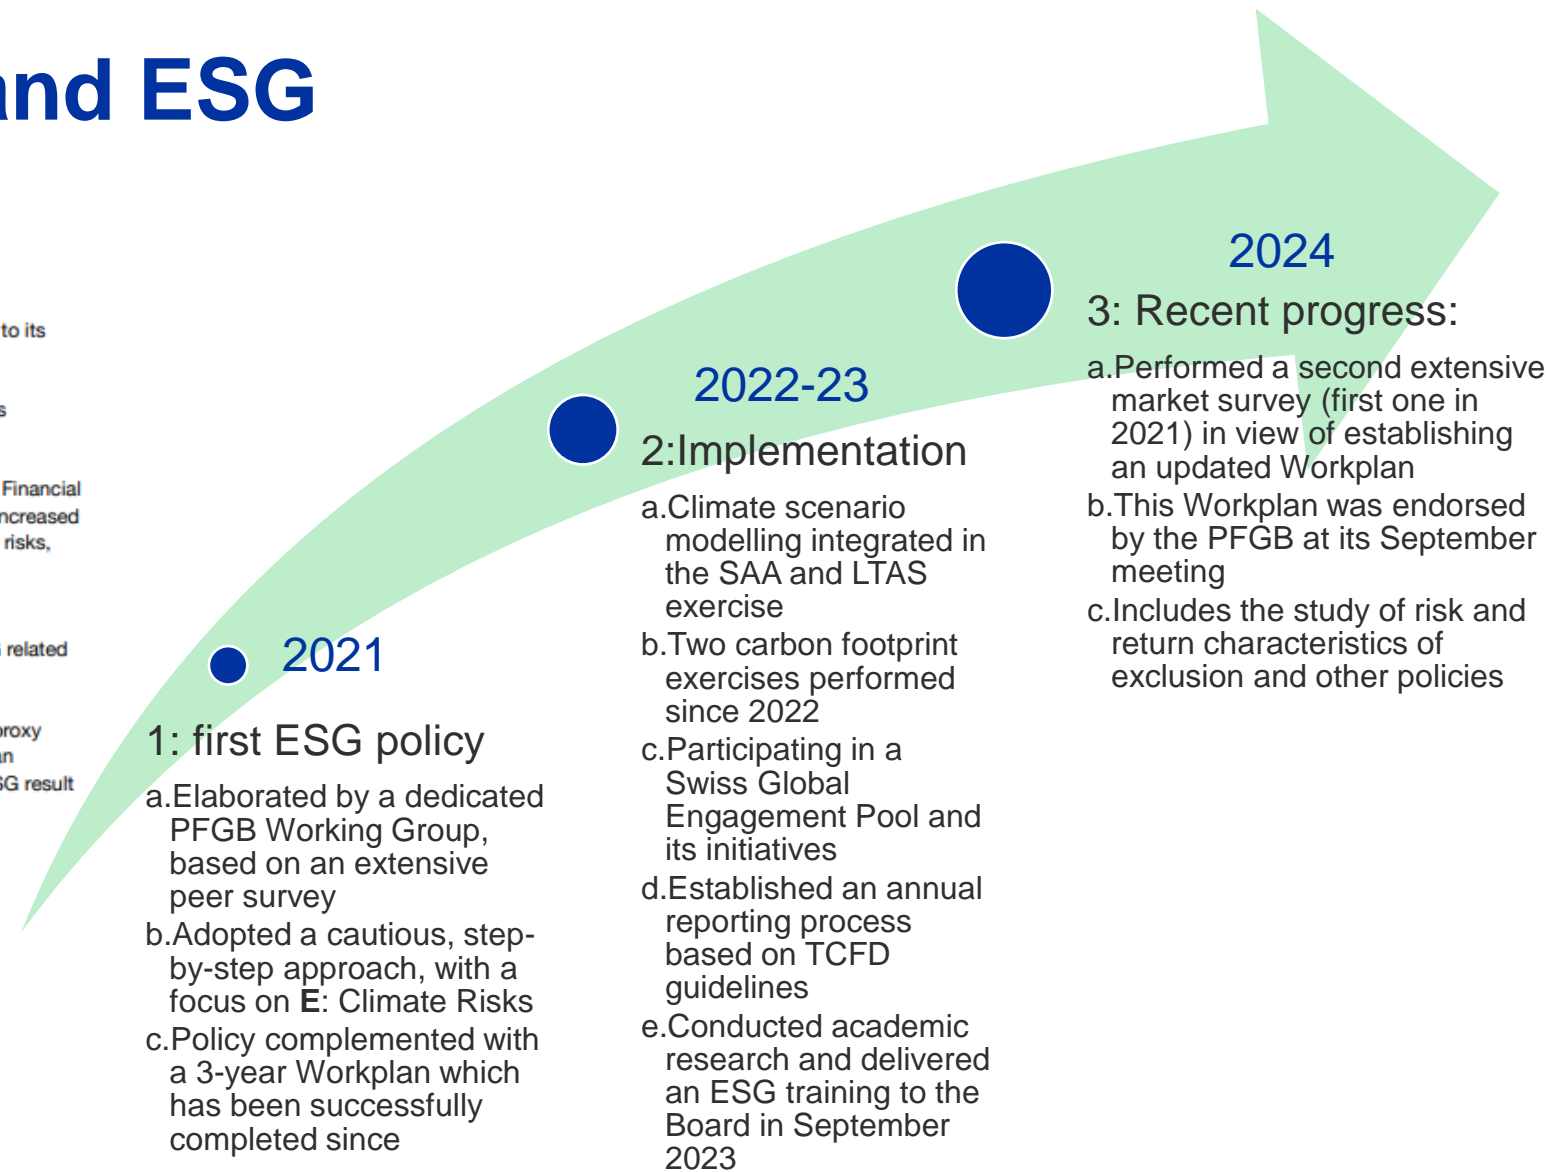 and ESG
to its
s
Financial
ncreased
risks,
related
proxy
an
SG result
2021
1: first ESG policy
a.Elaborated by a dedicated
PFGB Working Group,
based on an extensive
peer survey
b.Adopted a cautious, step-
by-step approach, with a
focus on E: Climate Risks
c.Policy complemented with
a 3-year Workplan which
has been successfully
completed since
2022-23
2:Implementation
a.Climate scenario
modelling integrated in
the SAA and LTAS
exercise
b.Two carbon footprint
exercises performed
since 2022
c.Participating in a
Swiss Global
Engagement Pool and
its initiatives
d.Established an annual
reporting process
based on TCFD
guidelines
e.Conducted academic
research and delivered
an ESG training to the
Board in September
2023
2024
3: Recent progress:
a.Performed a second extensive
market survey (first one in
2021) in view of establishing
an updated Workplan
b.This Workplan was endorsed
by the PFGB at its September
meeting
c.Includes the study of risk and
return characteristics of
exclusion and other policies